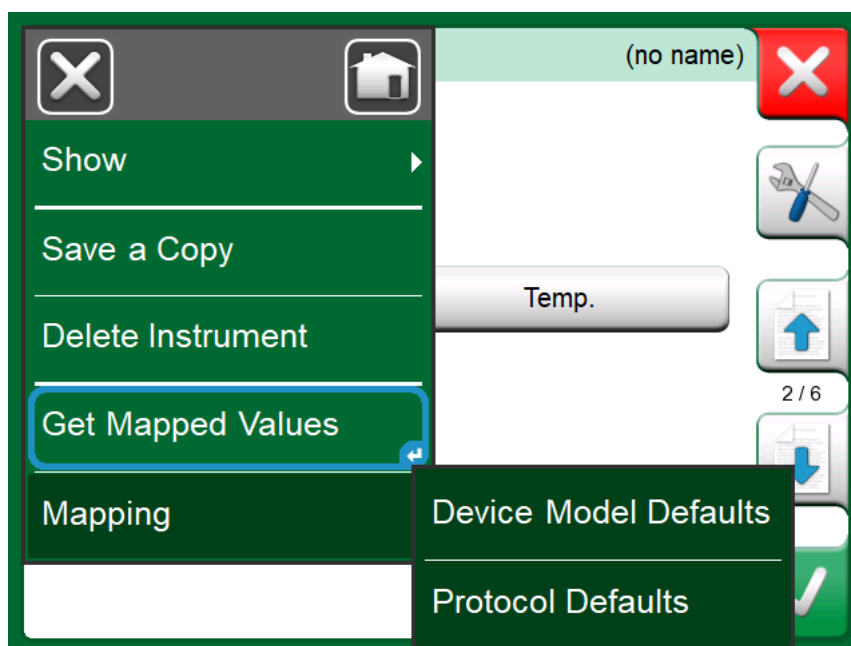 (no name)
Show
Save a Copy
Temp.
Delete Instrument
2 / 6
Get Mapped Values
Mapping
Device Model Defaults
Protocol Defaults